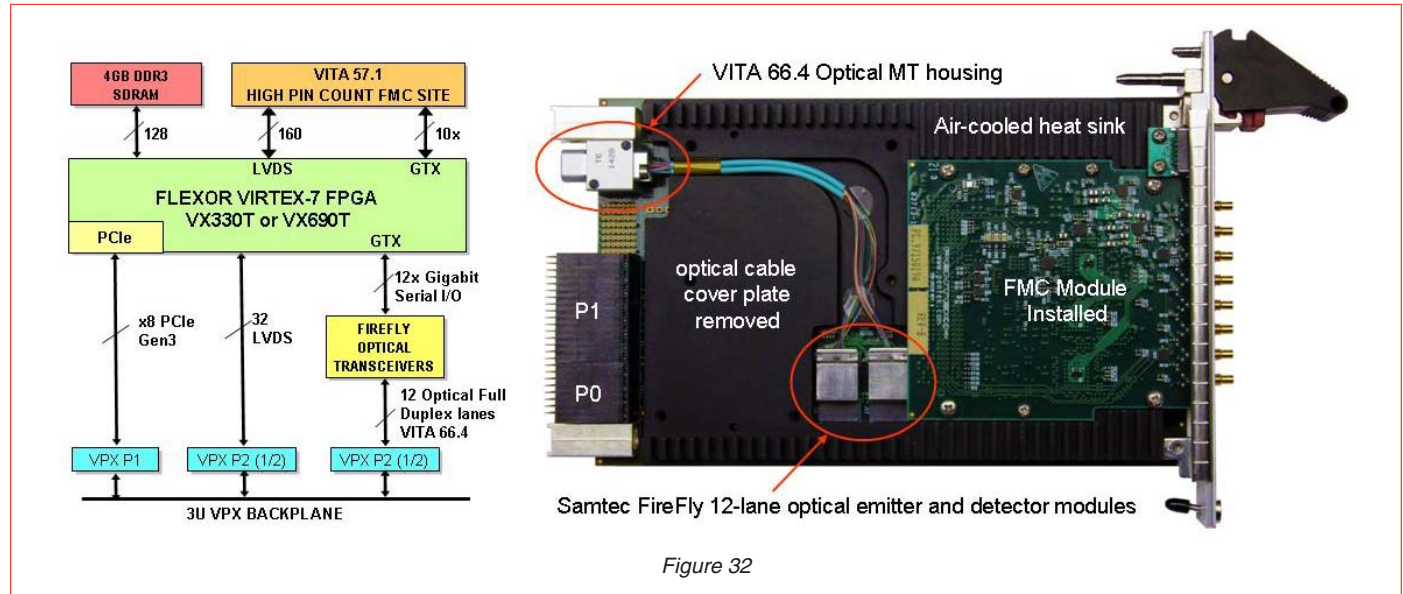 4GB DDR3
SDRAM
VITA 57.1
HIGH PIN COUNT FMC SITE
128
160
10x
LVDS
GTX
FLEXOR VIRTEX-7 FPGA
VX330T or VX690T
PCIe
GTX
12x Gigabit
Serial I/O
x8 PCIe
Gen3
32
LVDS
FIREFLY
OPTICAL
TRANSCEIVERS
12 Optical Full
Duplex lanes
VITA 66.4
VPX P1
VPX P2 (1/2)
VPX P2 (1/2)
3U VPX BACKPLANE
VITA 66.4 Optical MT housing
Air-cooled heat sink
TE
1428
optical cable
cover plate
removed
P1
P0
FMC Module
Installed
Samtec FireFly 12-lane optical emitter and detector modules
Figure 32